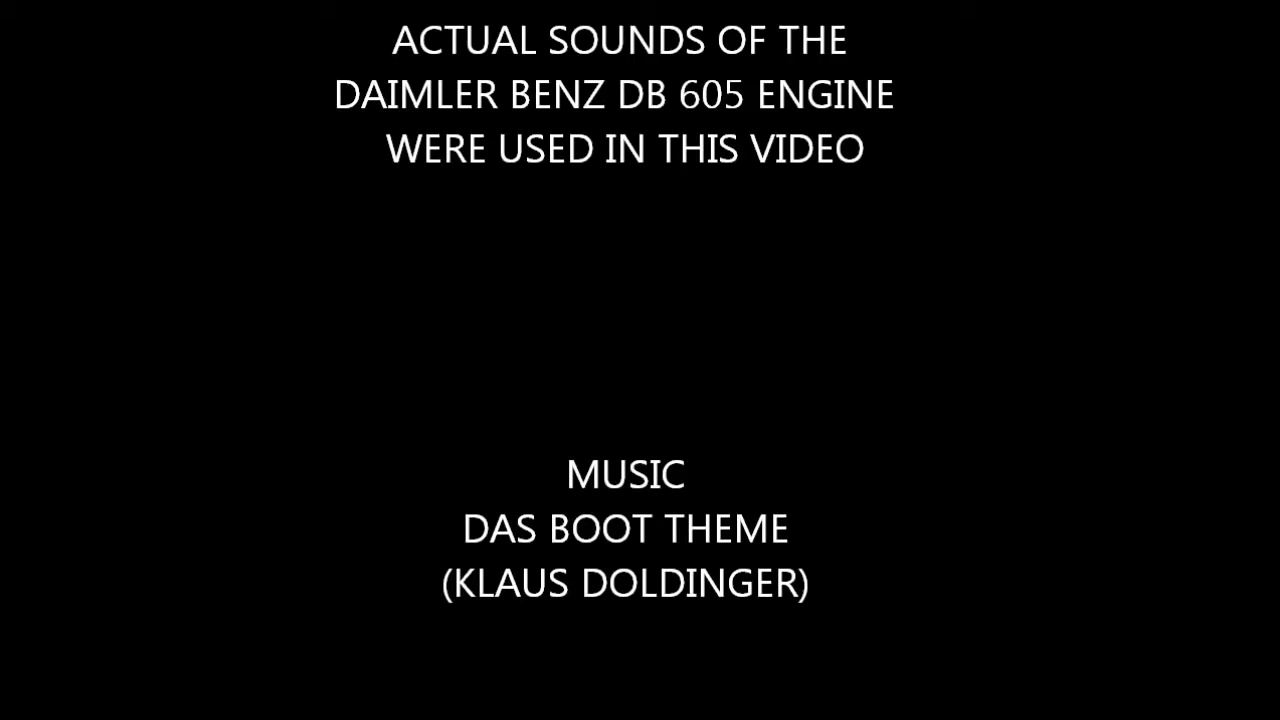 ACTUAL SOUNDS OF THE
DAIMLER BENZ DB 605 ENGINE
WERE USED IN THIS VIDEO
MUSIC
DAS BOOT THEME
(KLAUS DOLDINGER)